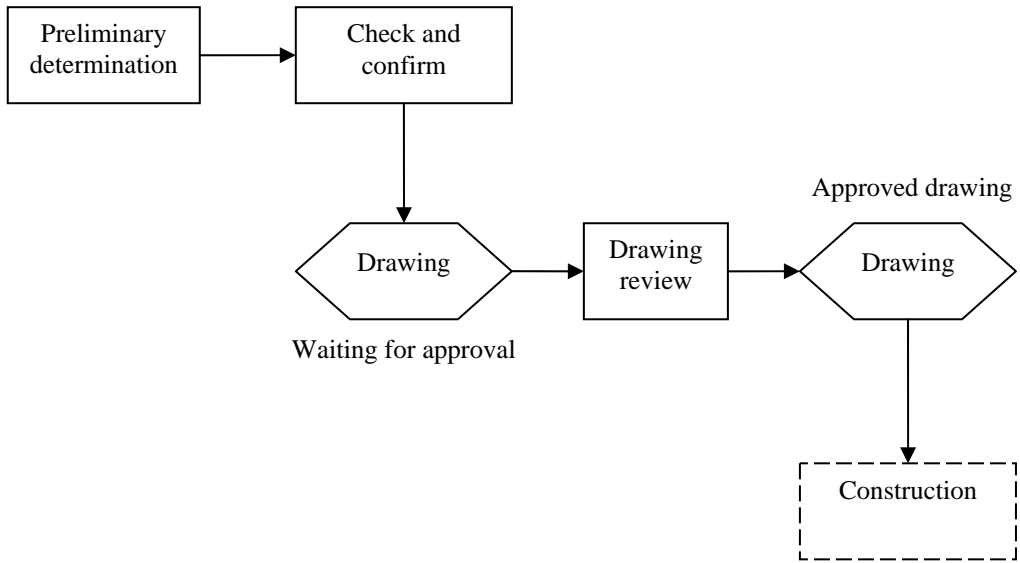 Preliminary
determination
Check and
confirm
Approved drawing
Drawing
Waiting for approval
Drawing
review
Drawing
Construction